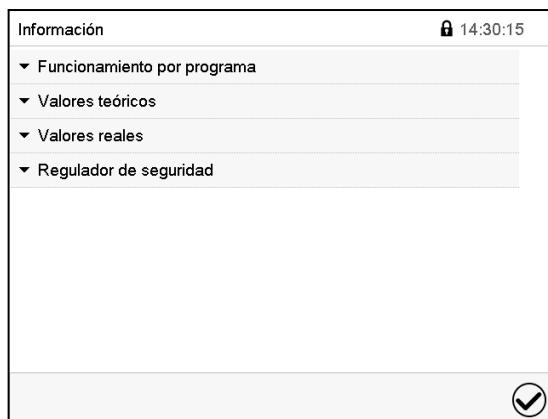 Información 14:30:15
Funcionamiento por programa
Valores teóricos
Valores reales
Regulador de seguridad